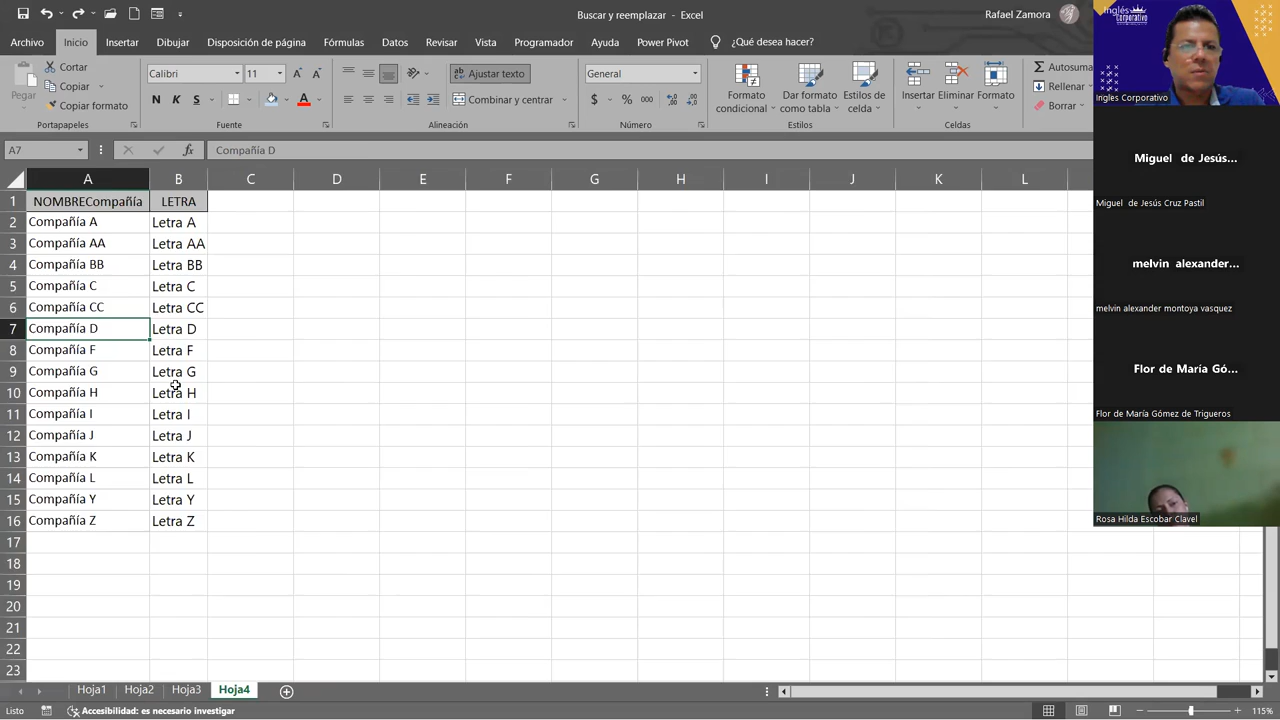 Buscar y reemplazar - Excel
Rafael Zamora
Archivo Inicio Insertar Dibujar Disposición de página Fórmulas Datos Revisar Vista Programador Ayuda Power Pivot ¿Qué desea hacer?
Pegar
Cortar
Copiar
Copiar formato
Portapapeles
Calibri 11
N K S
Fuente
Ajustar texto
Combinar y centrar
Alineación
General
$ % 000
Número
Formato condicional
Dar formato como tabla
Estilos de celda
Estilos
Insertar Eliminar Formato
Celdas
Autosuma
Rellenar
Borrar
A7 fx Compañía D
A B C D E F G H I J K L
1 NOMBRECompañía LETRA
2 Compañía A Letra A
3 Compañía AA Letra AA
4 Compañía BB Letra BB
5 Compañía C Letra C
6 Compañía CC Letra CC
7 Compañía D Letra D
8 Compañía F Letra F
9 Compañía G Letra G
10 Compañía H Letra H
11 Compañía I Letra I
12 Compañía J Letra J
13 Compañía K Letra K
14 Compañía L Letra L
15 Compañía Y Letra Y
16 Compañía Z Letra Z
17
18
19
20
21
22
23
Hoja1 Hoja2 Hoja3 Hoja4
Listo Accesibilidad: es necesario investigar 115%
Inglés Corporativo
Ingles Corporativo
Miguel de Jesús...
Miguel de Jesús Cruz Pastil
melvin alexander...
melvin alexander montoya vasquez
Flor de María Gó...
Flor de María Gómez de Trigueros
Rosa Hilda Escobar Clavel